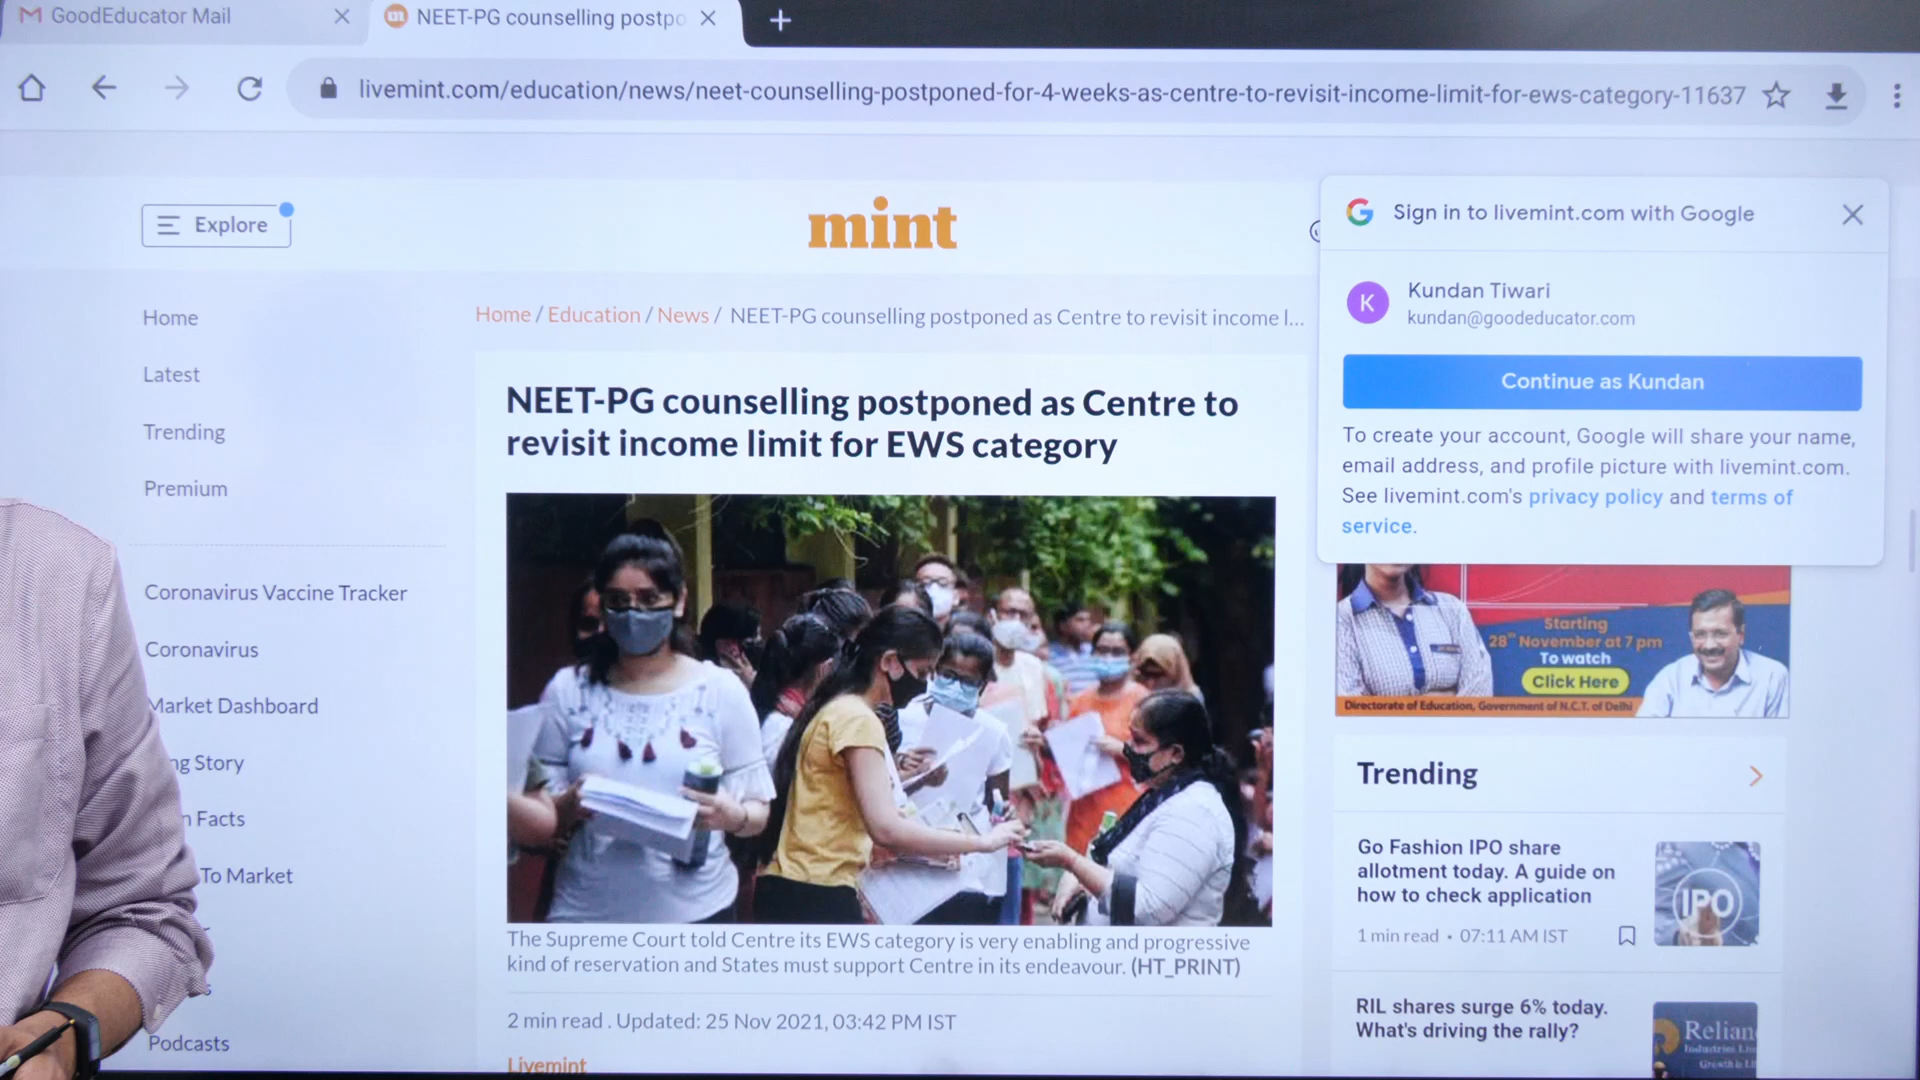 GoodEducator Mail
NEET-PG counselling postpo
livemint.com/education/news/neet-counselling-postponed-for-4-weeks-as-centre-to-revisit-income-limit-for-ews-category-11637
Explore
mint
Sign in to livemint.com with Google
K
Kundan Tiwari
kundan@goodeducator.com
Continue as Kundan
To create your account, Google will share your name,
email address, and profile picture with livemint.com.
See livemint.com's privacy policy and terms of
service.
Home
Latest
Trending
Premium
Coronavirus Vaccine Tracker
Coronavirus
Market Dashboard
ng Story
n Facts
To Market
Podcasts
Home / Education / News / NEET-PG counselling postponed as Centre to revisit income l...
NEET-PG counselling postponed as Centre to
revisit income limit for EWS category
The Supreme Court told Centre its EWS category is very enabling and progressive
kind of reservation and States must support Centre in its endeavour. (HT_PRINT)
2 min read . Updated: 25 Nov 2021, 03:42 PM IST
Livemint
Starting
28th November at 7 pm
To watch
Click Here
Directorate of Education, Government of N.C.T. of Delhi
Trending
Go Fashion IPO share
allotment today. A guide on
how to check application
1 min read • 07:11 AM IST
IPO
RIL shares surge 6% today.
What's driving the rally?
Relian
Industries Li
Growth is L